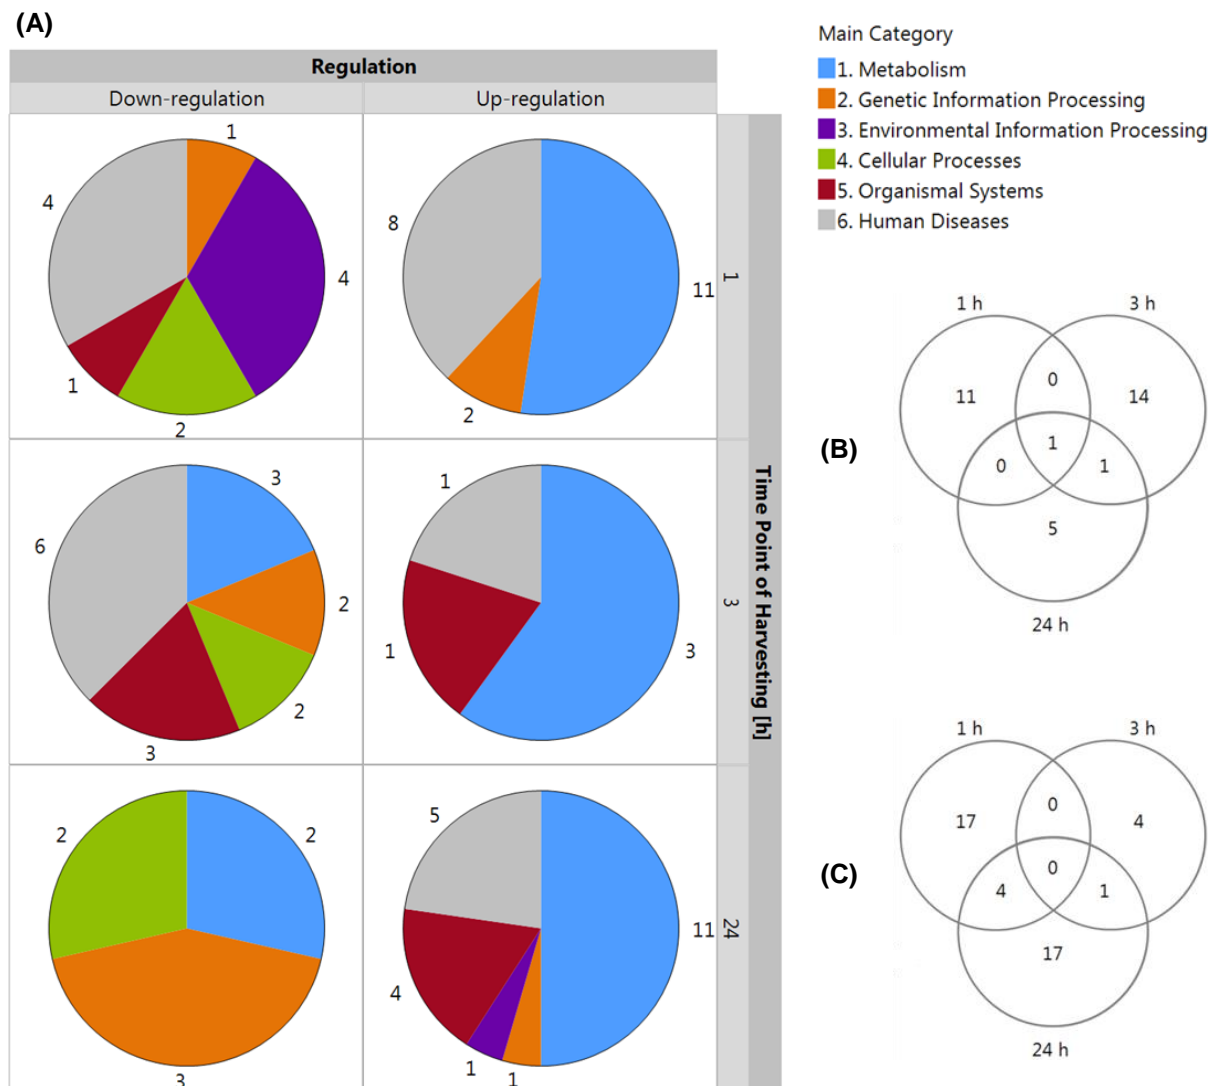 (A)
Regulation
Down-regulation
Up-regulation
1
4
2
1
4
11
2
8
1
3
2
2
3
6
3
1
1
3
2
3
2
11
1
1
4
5
24
Time Point of Harvesting [h]
Main Category
1. Metabolism
2. Genetic Information Processing
3. Environmental Information Processing
4. Cellular Processes
5. Organismal Systems
6. Human Diseases
(B)
1 h
3 h
11
0
14
1
0
1
5
24 h
(C)
1 h
3 h
17
0
4
0
4
1
17
24 h